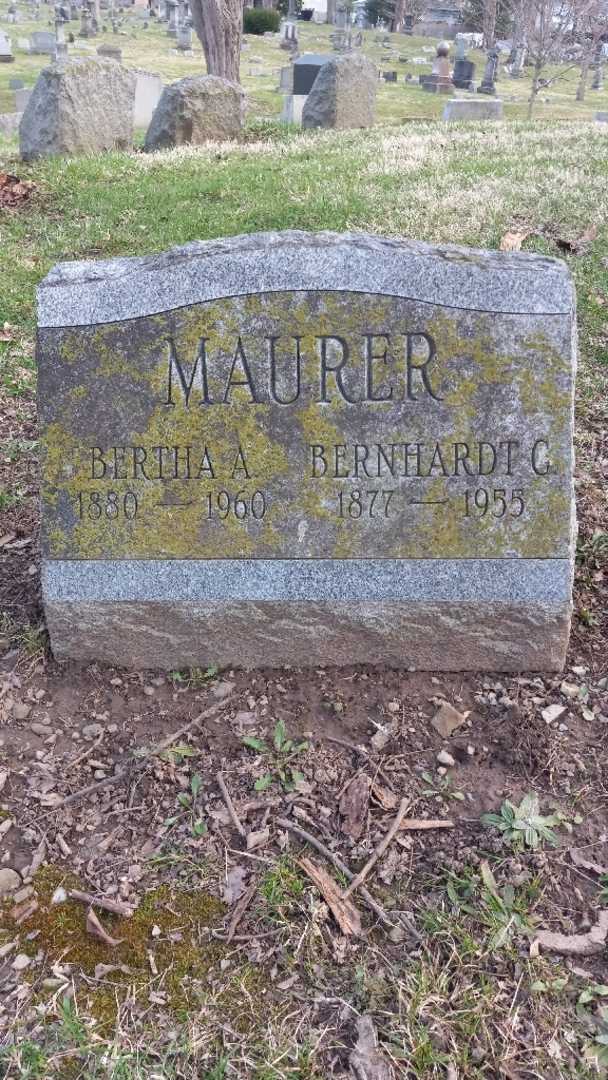 MAURER
BERTHA A. BERNHARDT C.
1880 — 1960 1877 — 1955